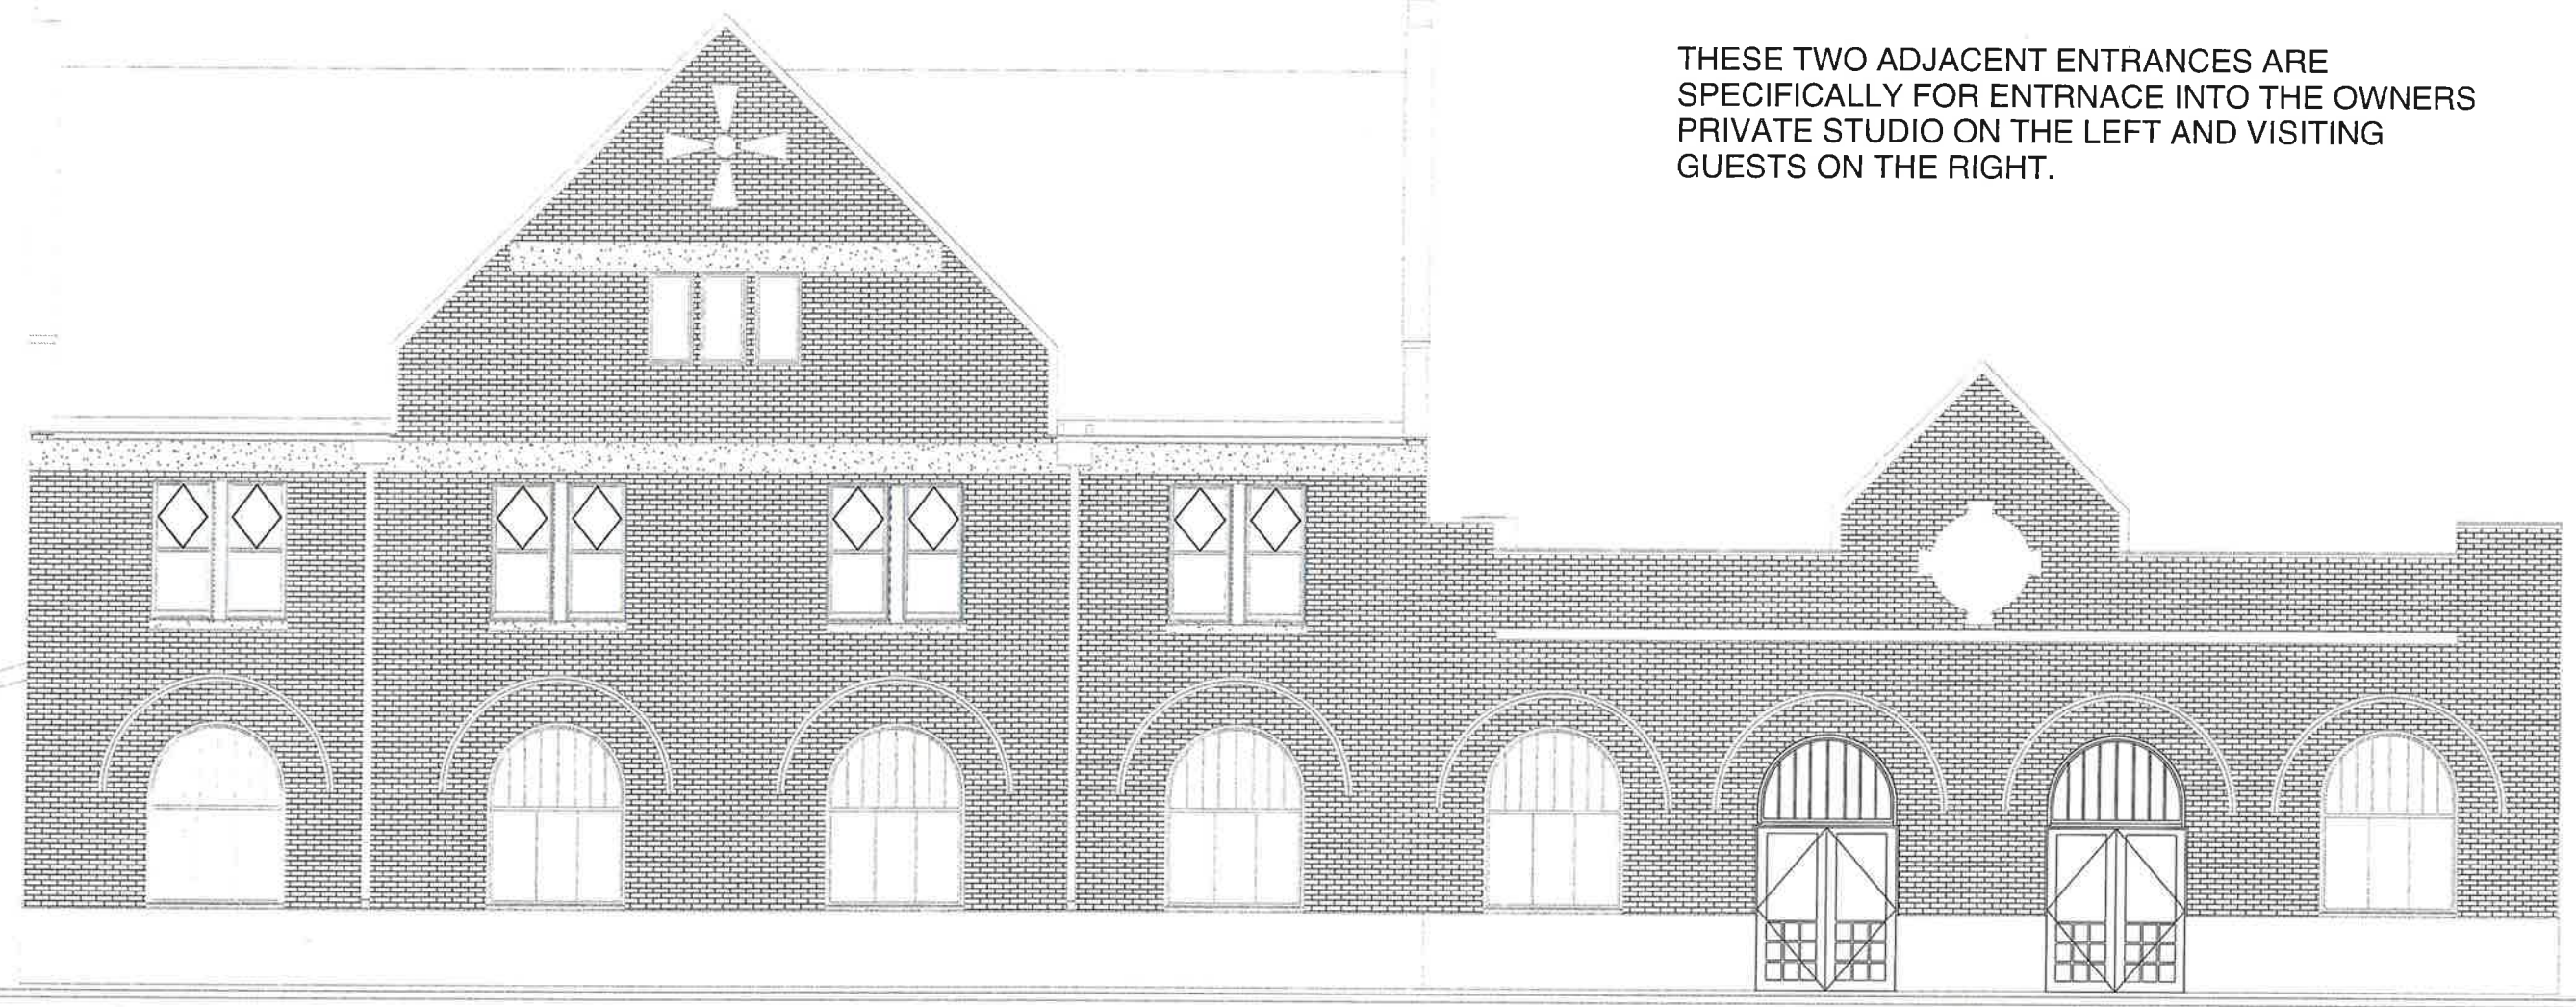 THESE TWO ADJACENT ENTRANCES ARE
SPECIFICALLY FOR ENTRNACE INTO THE OWNERS
PRIVATE STUDIO ON THE LEFT AND VISITING
GUESTS ON THE RIGHT.